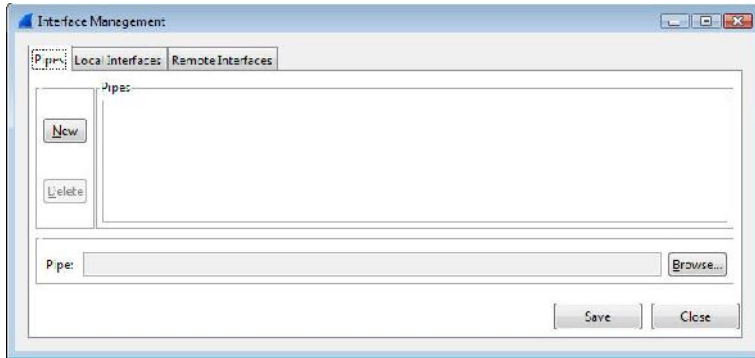 Interface Management
Pipes Local Interfaces Remote Interfaces
Pipes
New
Delete
Pipe: Browse...
Save Close